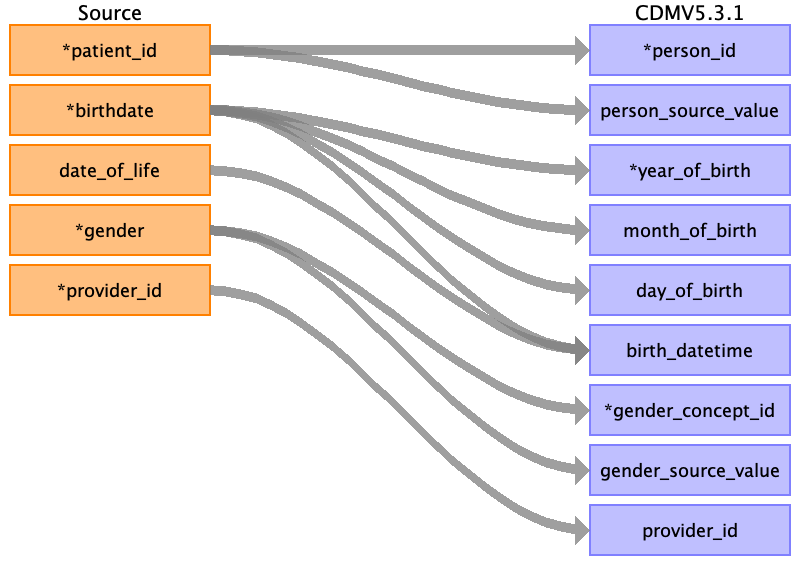 Source
CDMV5.3.1
*patient_id
*person_id
*birthdate
person_source_value
date_of_life
*year_of_birth
*gender
month_of_birth
*provider_id
day_of_birth
birth_datetime
*gender_concept_id
gender_source_value
provider_id